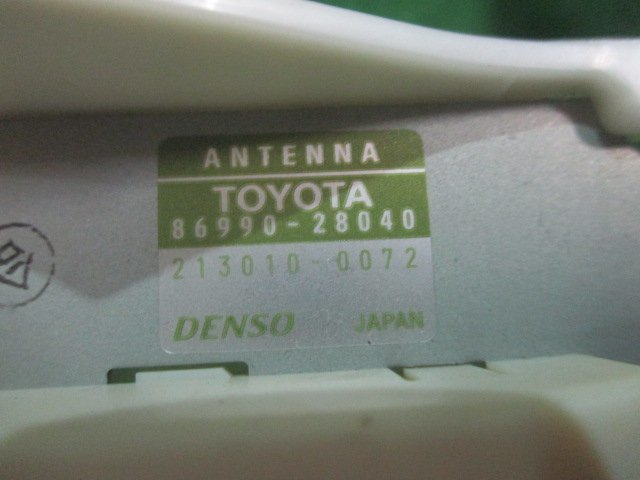 ANTENNA
TOYOTA
86990-28040
213010-0072
DENSO JAPAN